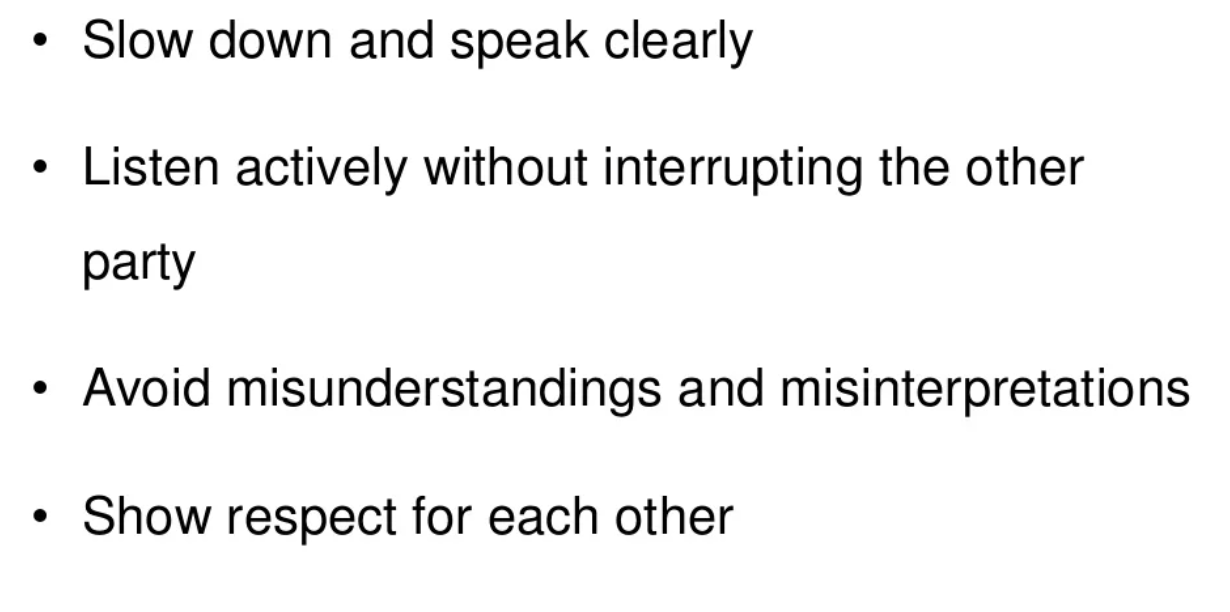 • Slow down and speak clearly
• Listen actively without interrupting the other
party
• Avoid misunderstandings and misinterpretations
• Show respect for each other